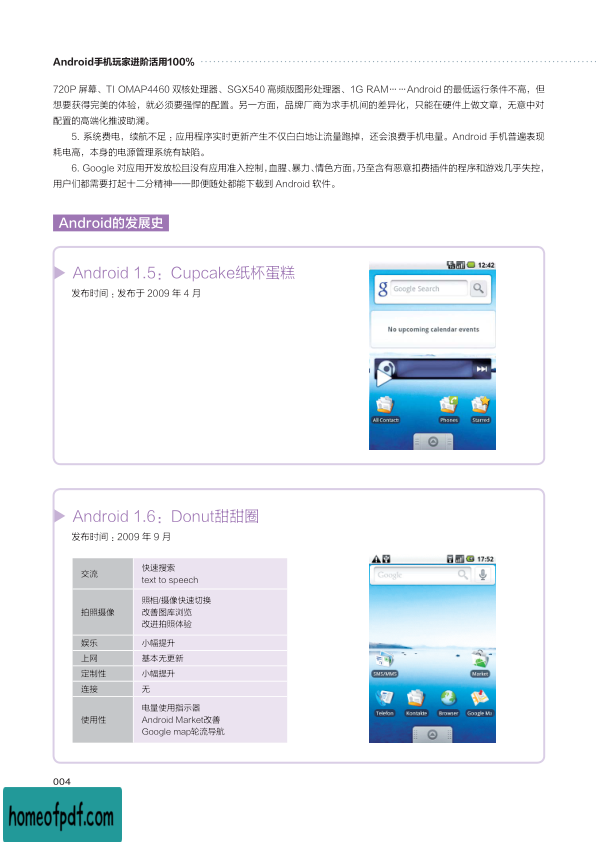 Android手机玩家进阶活用100%
720P 屏幕、TI OMAP4460 双核处理器、SGX540 高频版图形处理器、1G RAM……Android 的最低运行条件不高，但
想要获得完美的体验，就必须要强悍的配置。另一方面，品牌厂商为求手机间的差异化，只能在硬件上做文章，无意中对
配置的高端化推波助澜。
5. 系统费电，续航不足；应用程序实时更新产生不仅白白地让流量跑掉，还会浪费手机电量。Android 手机普遍表现
耗电高，本身的电源管理系统有缺陷。
6. Google 对应用开发放松且没有应用准入控制，血腥、暴力、情色方面，乃至含有恶意扣费插件的程序和游戏几乎失控，
用户们都需要打起十二分精神——即便随处都能下载到 Android 软件。
Android的发展史
Android 1.5：Cupcake纸杯蛋糕
发布时间；发布于 2009 年 4 月
12:42
Google Search
No upcoming calendar events
All Contacts
Phones
Starred
Android 1.6：Donut甜甜圈
发布时间；2009 年 9 月
交流
快速搜索
text to speech
拍照摄像
照相/摄像快速切换
改善图库浏览
改进拍照体验
娱乐
小幅提升
上网
基本无更新
定制性
小幅提升
连接
无
使用性
电量使用指示器
Android Market改善
Google map轮流导航
17:52
Google
SMS/MMS
Market
Telefon
Kontakte
Browser
Google Ma
004
homeofpdf.com